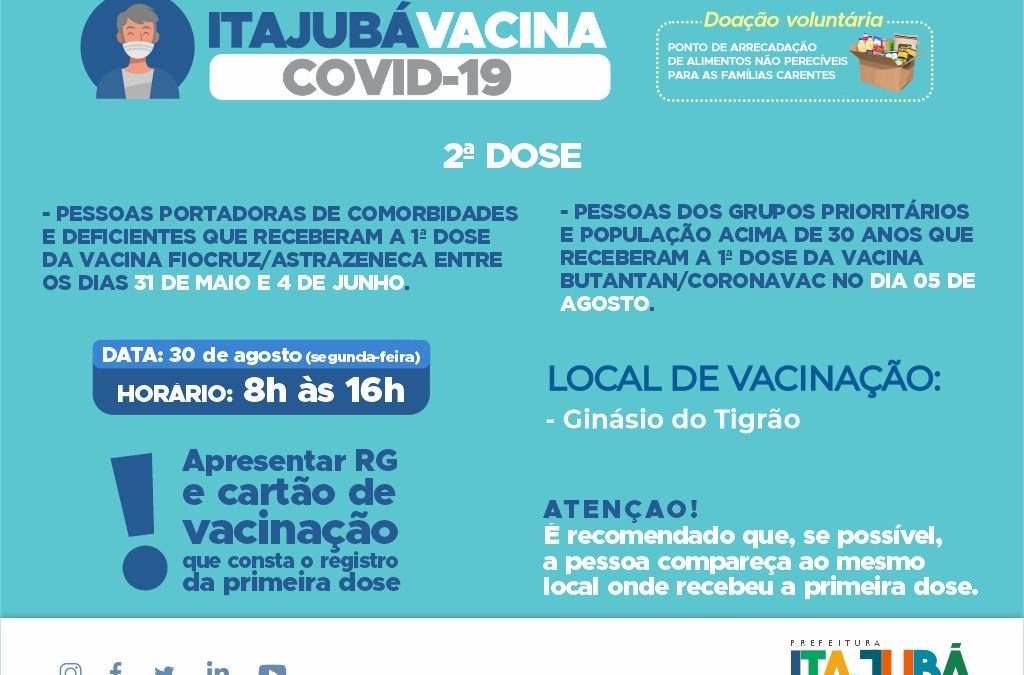 ITAJUBÁVACINA
COVID-19
Doação voluntária
PONTO DE ARRECADAÇÃO
DE ALIMENTOS NÃO PERECÍVEIS
PARA AS FAMÍLIAS CARENTES
2ª DOSE
- PESSOAS PORTADORAS DE COMORBIDADES
E DEFICIENTES QUE RECEBERAM A 1ª DOSE
DA VACINA FIOCRUZ/ASTRAZENECA ENTRE
OS DIAS 31 DE MAIO E 4 DE JUNHO.
- PESSOAS DOS GRUPOS PRIORITÁRIOS
E POPULAÇÃO ACIMA DE 30 ANOS QUE
RECEBERAM A 1ª DOSE DA VACINA
BUTANTAN/CORONAVAC NO DIA 05 DE
AGOSTO.
DATA: 30 de agosto (segunda-feira)
HORÁRIO: 8h às 16h
LOCAL DE VACINAÇÃO:
- Ginásio do Tigrão
! Apresentar RG
e cartão de
vacinação
que consta o registro
da primeira dose
ATENÇAO!
É recomendado que, se possível,
a pessoa compareça ao mesmo
local onde recebeu a primeira dose.
PREFEITURA
ITAJUBÁ